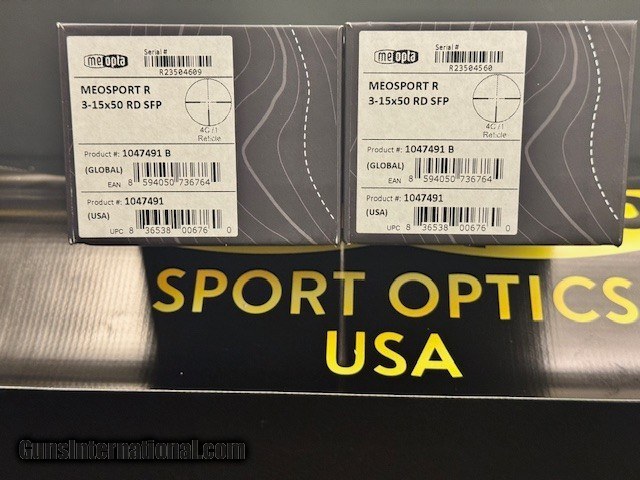 meopta
Serial #
R23504609
MEOSPORT R
3-15x50 RD SFP
4C /1
Reticle
Product #: 1047491 B
(GLOBAL)
EAN 8 594050 736764
Product #: 1047491
(USA)
UPC 8 36538 00676 0
meopta
Serial #
R23504560
MEOSPORT R
3-15x50 RD SFP
4C /1
Reticle
Product #: 1047491 B
(GLOBAL)
EAN 8 594050 736764
Product #: 1047491
(USA)
UPC 8 36538 00676 0
SPORT OPTICS
USA
GunsInternational.com